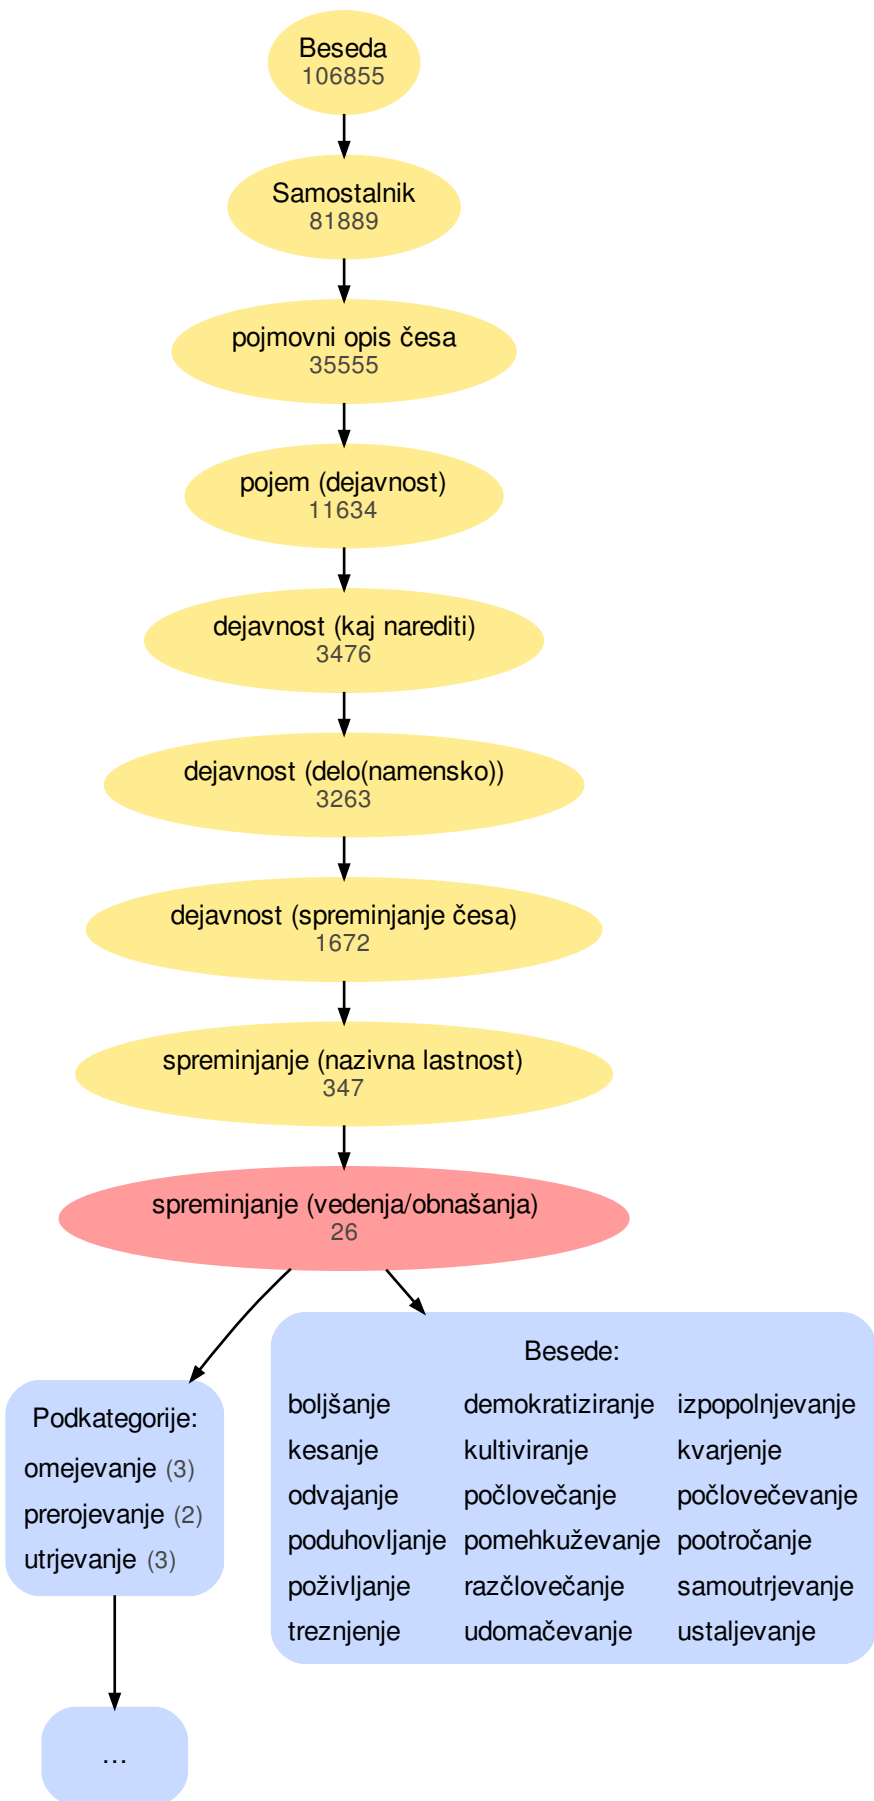 Beseda
106855
Samostalnik
81889
pojmovni opis česa
35555
pojem (dejavnost)
11634
dejavnost (kaj narediti)
3476
dejavnost (delo(namensko))
3263
dejavnost (spreminjanje česa)
1672
spreminjanje (nazivna lastnost)
347
spreminjanje (vedenja/obnašanja)
26
Podkategorije:
omejevanje (3)
prerojevanje (2)
utrjevanje (3)
...
Besede:
boljšanje demokratiziranje izpopolnjevanje
kesanje kultiviranje kvarjenje
odvajanje počlovečanje počlovečevanje
poduhovljanje pomehkuževanje pootročanje
poživljanje razčlovečanje samoutrjevanje
treznjenje udomačevanje ustaljevanje